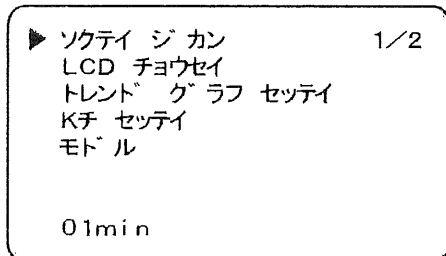 ▶ ソクテイ ジカン 1/2
LCD チョウセイ
トレンド グラフ セッテイ
Kチ セッテイ
モドル
01min